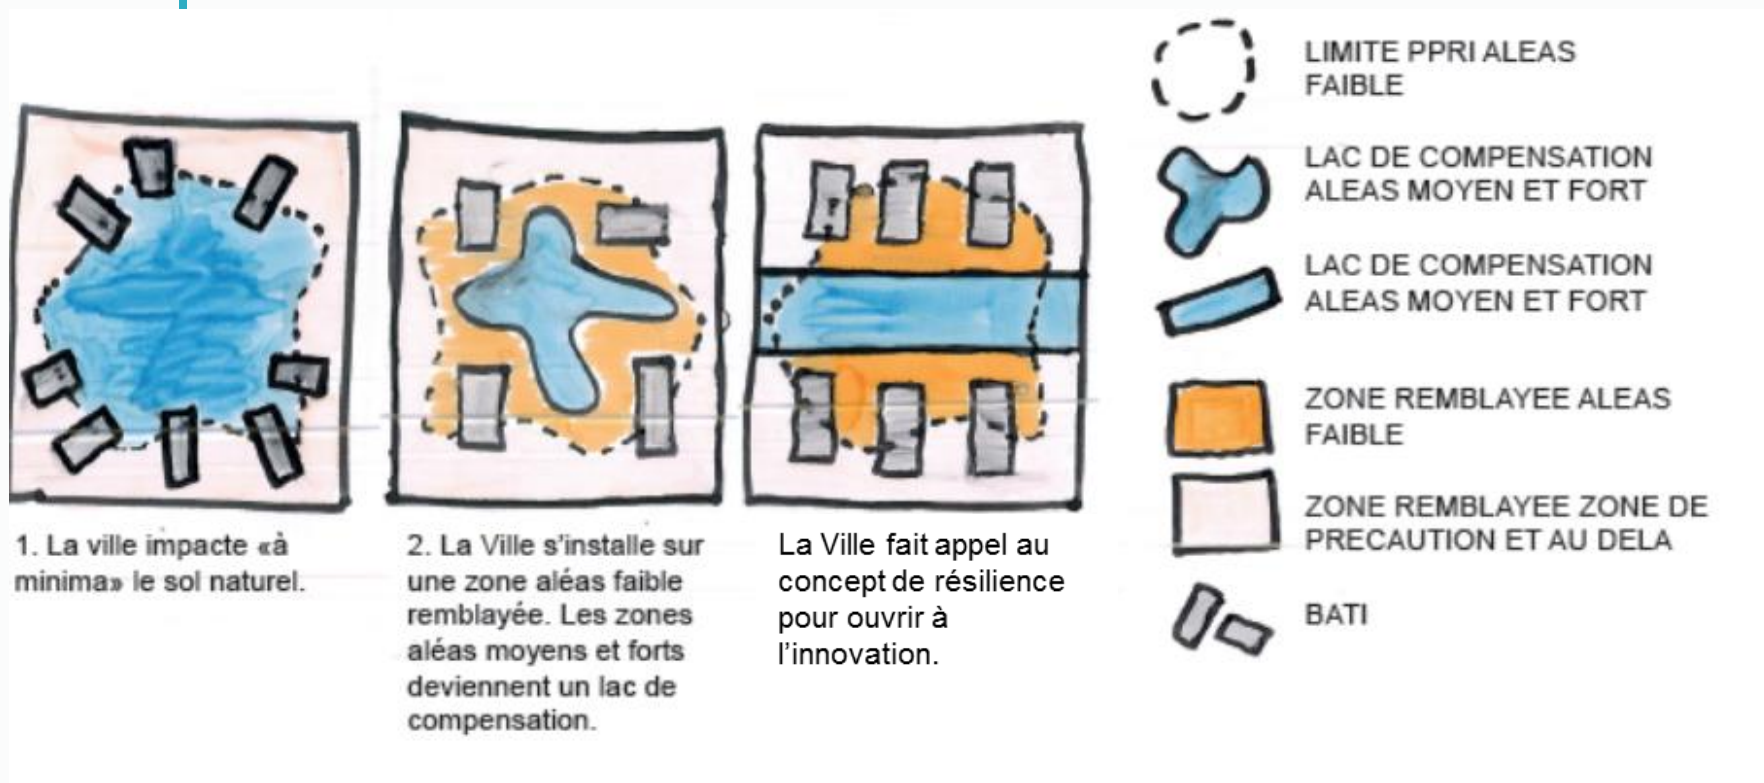 1. La ville impacte «à
minima» le sol naturel.
2. La Ville s'installe sur
une zone aléas faible
remblayée. Les zones
aléas moyens et forts
deviennent un lac de
compensation.
La Ville fait appel au
concept de résilience
pour ouvrir à
l'innovation.
LIMITE PPRI ALEAS
FAIBLE
LAC DE COMPENSATION
ALEAS MOYEN ET FORT
LAC DE COMPENSATION
ALEAS MOYEN ET FORT
ZONE REMBLAYEE ALEAS
FAIBLE
ZONE REMBLAYEE ZONE DE
PRECAUTION ET AU DELA
BATI